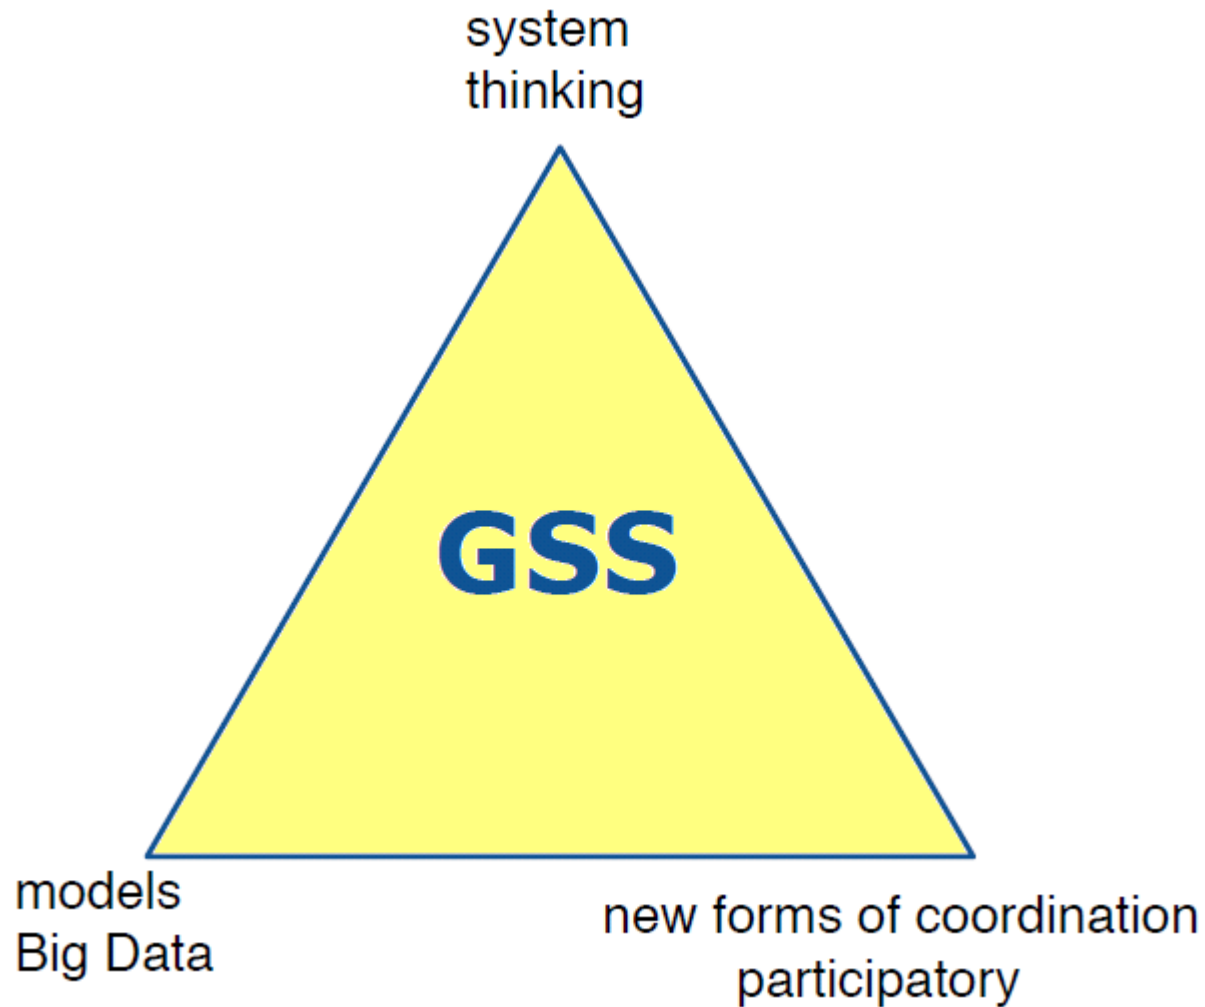 system
thinking
GSS
models
Big Data
new forms of coordination
participatory